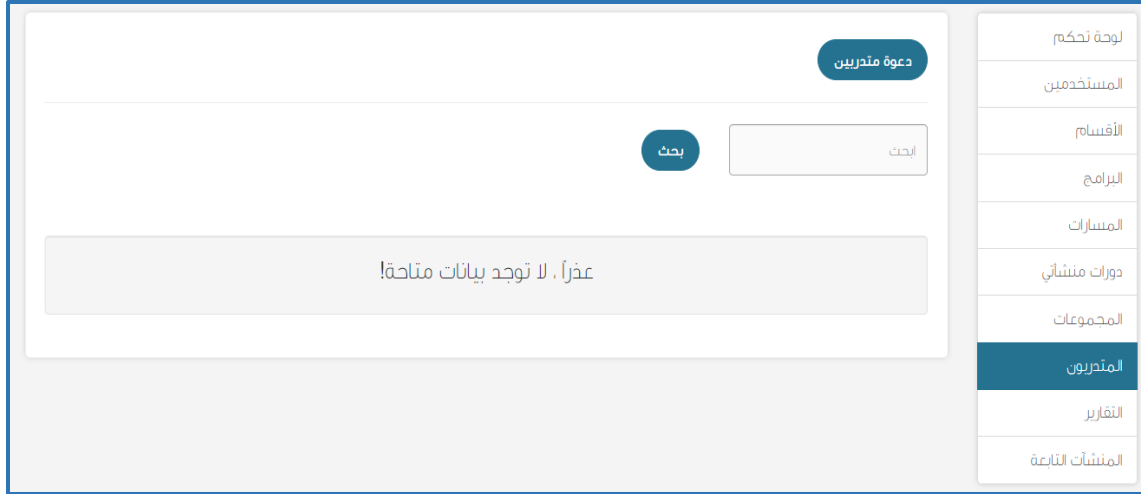 لوحة تحكم
المستخدمين
الأقسام
البرامج
المسارات
دورات منشأتي
المجموعات
المتدربون
التقارير
المنشآت التابعة
دعوة متدربين
ابحث
بحث
عذراً ، لا توجد بيانات متاحة!